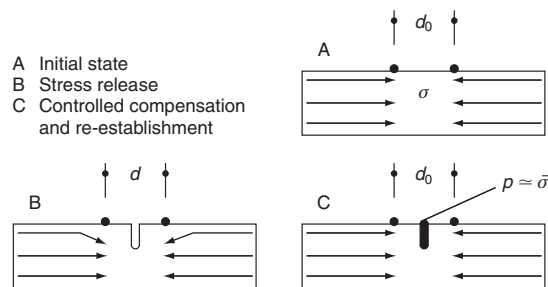 A Initial state
B Stress release
C Controlled compensation
and re-establishment
d₀
A
σ
d
B
d₀
C
p ≃ σ̄